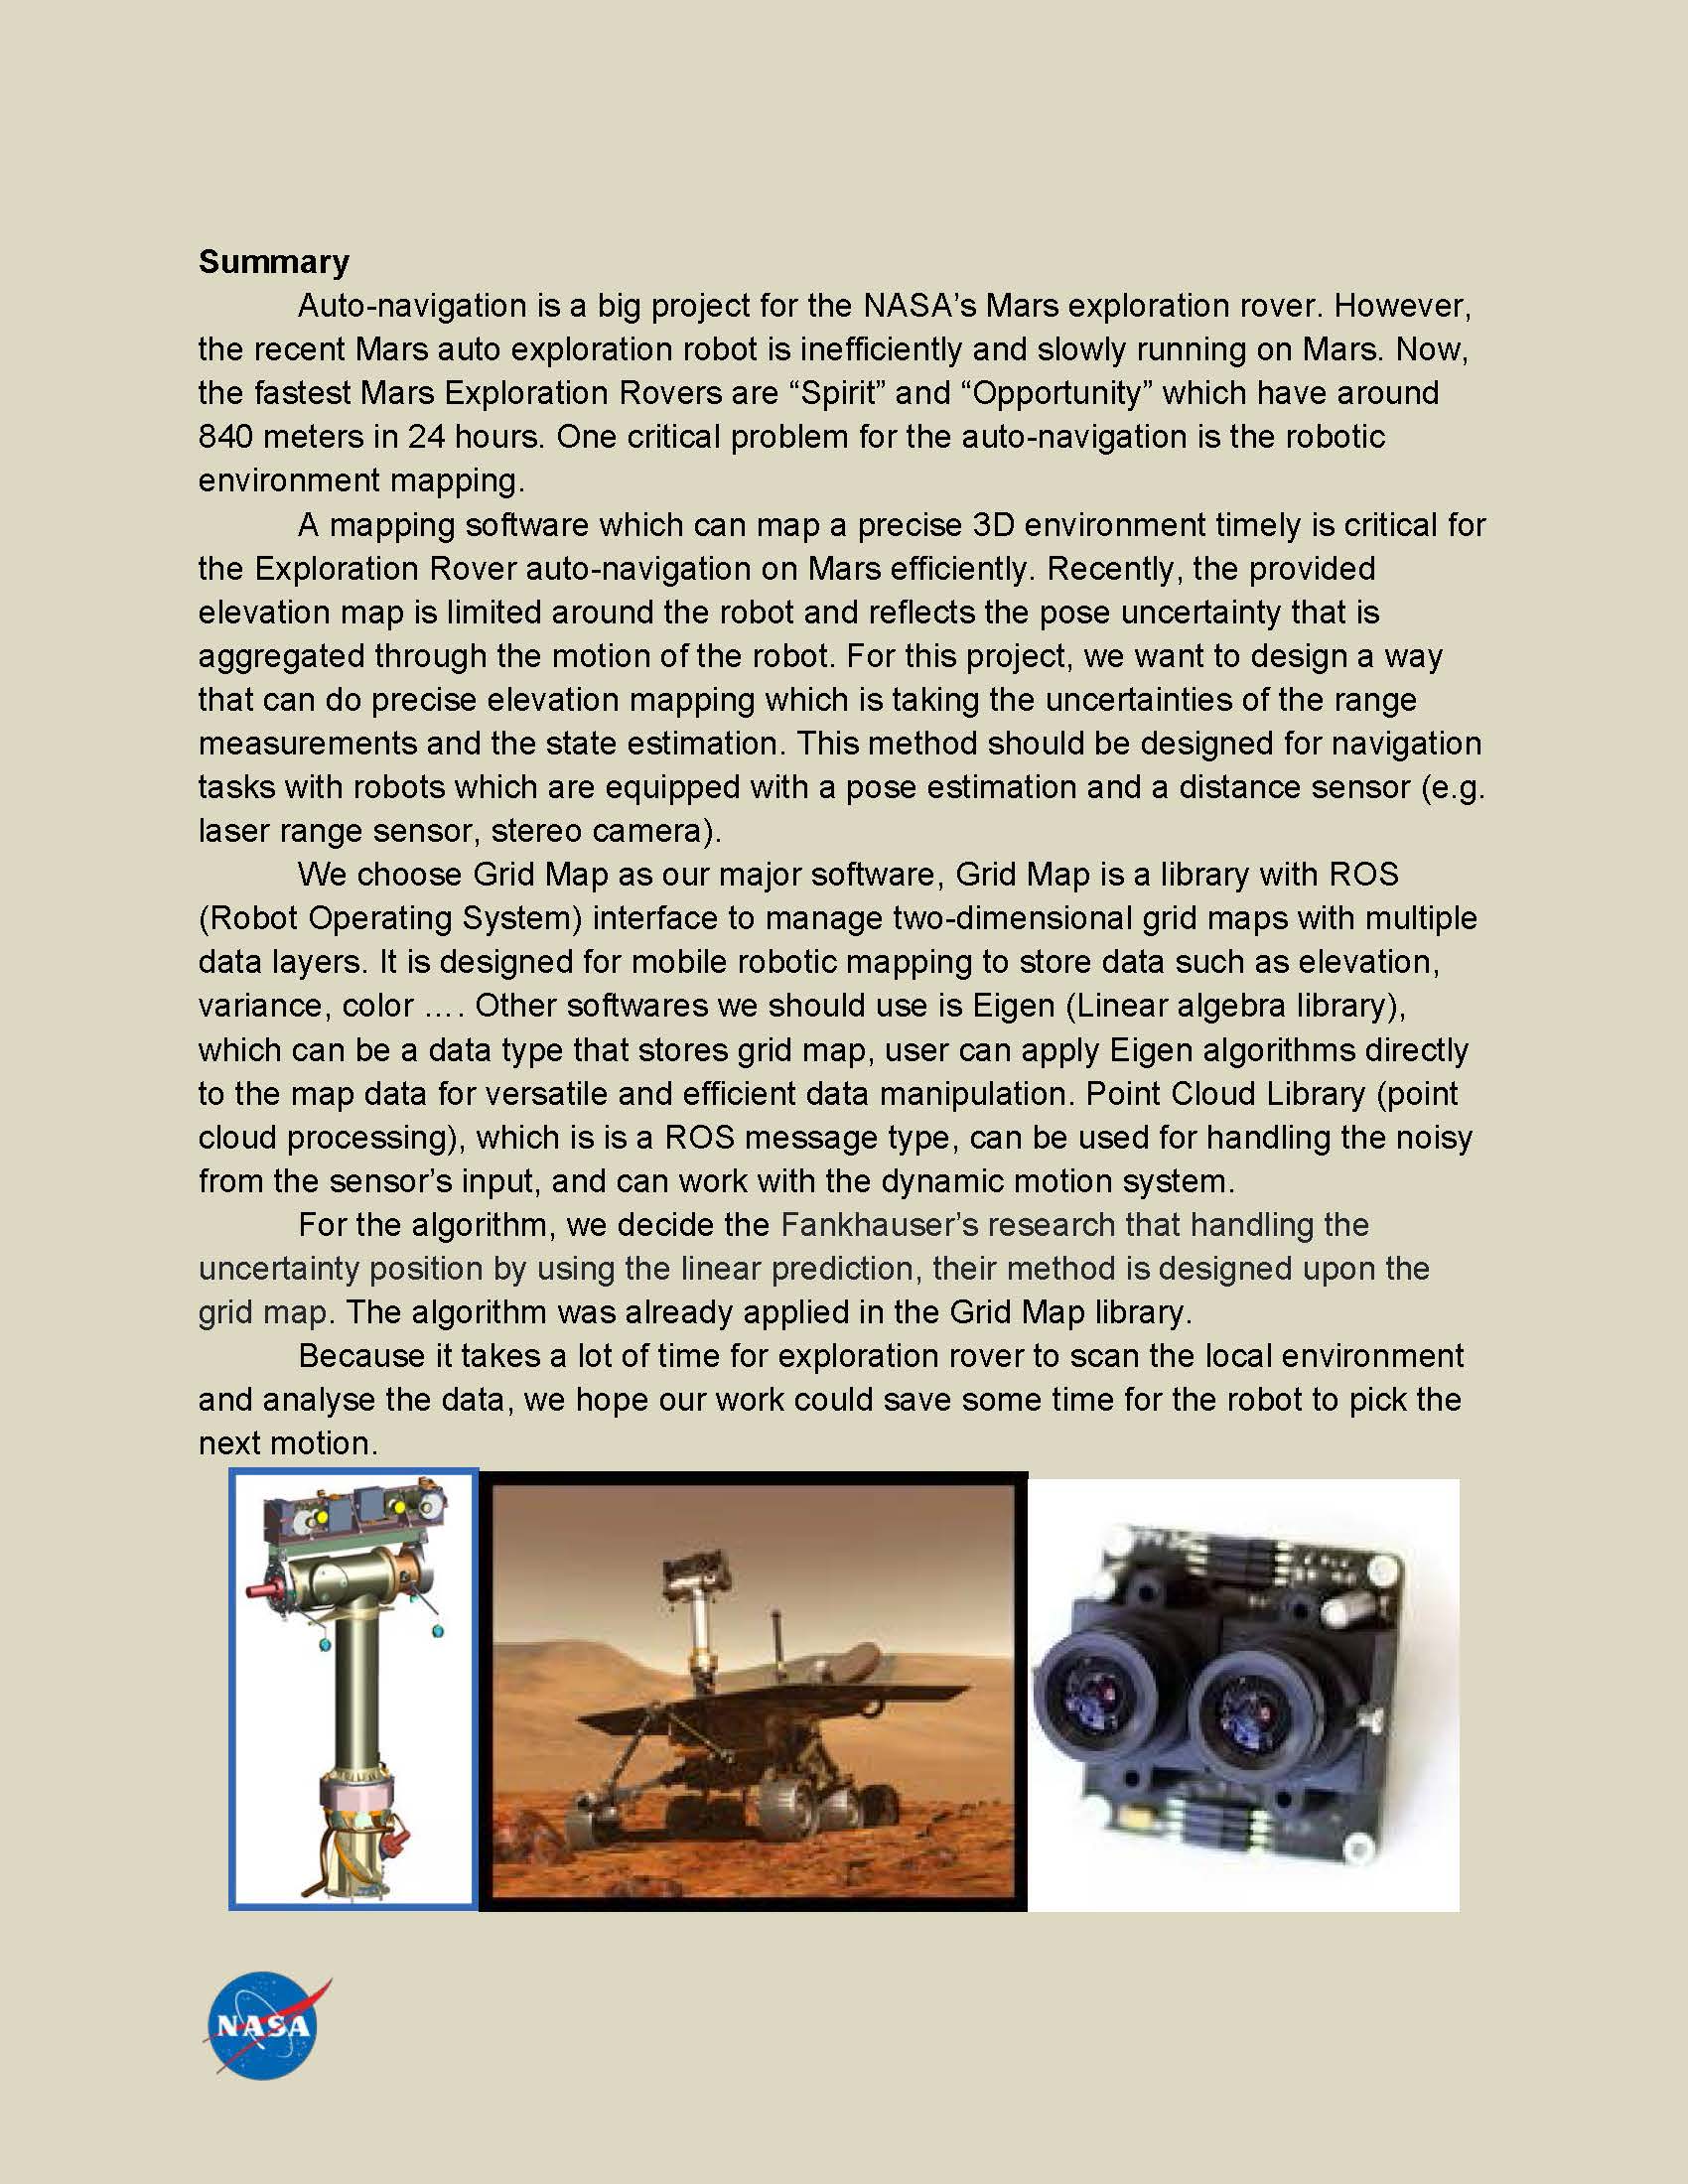 Summary
Auto-navigation is a big project for the NASA’s Mars exploration rover. However,
the recent Mars auto exploration robot is inefficiently and slowly running on Mars. Now,
the fastest Mars Exploration Rovers are “Spirit” and “Opportunity” which have around
840 meters in 24 hours. One critical problem for the auto-navigation is the robotic
environment mapping.
A mapping software which can map a precise 3D environment timely is critical for
the Exploration Rover auto-navigation on Mars efficiently. Recently, the provided
elevation map is limited around the robot and reflects the pose uncertainty that is
aggregated through the motion of the robot. For this project, we want to design a way
that can do precise elevation mapping which is taking the uncertainties of the range
measurements and the state estimation. This method should be designed for navigation
tasks with robots which are equipped with a pose estimation and a distance sensor (e.g.
laser range sensor, stereo camera).
We choose Grid Map as our major software, Grid Map is a library with ROS
(Robot Operating System) interface to manage two-dimensional grid maps with multiple
data layers. It is designed for mobile robotic mapping to store data such as elevation,
variance, color …. Other softwares we should use is Eigen (Linear algebra library),
which can be a data type that stores grid map, user can apply Eigen algorithms directly
to the map data for versatile and efficient data manipulation. Point Cloud Library (point
cloud processing), which is is a ROS message type, can be used for handling the noisy
from the sensor’s input, and can work with the dynamic motion system.
For the algorithm, we decide the Fankhauser’s research that handling the
uncertainty position by using the linear prediction, their method is designed upon the
grid map. The algorithm was already applied in the Grid Map library.
Because it takes a lot of time for exploration rover to scan the local environment
and analyse the data, we hope our work could save some time for the robot to pick the
next motion.
NASA